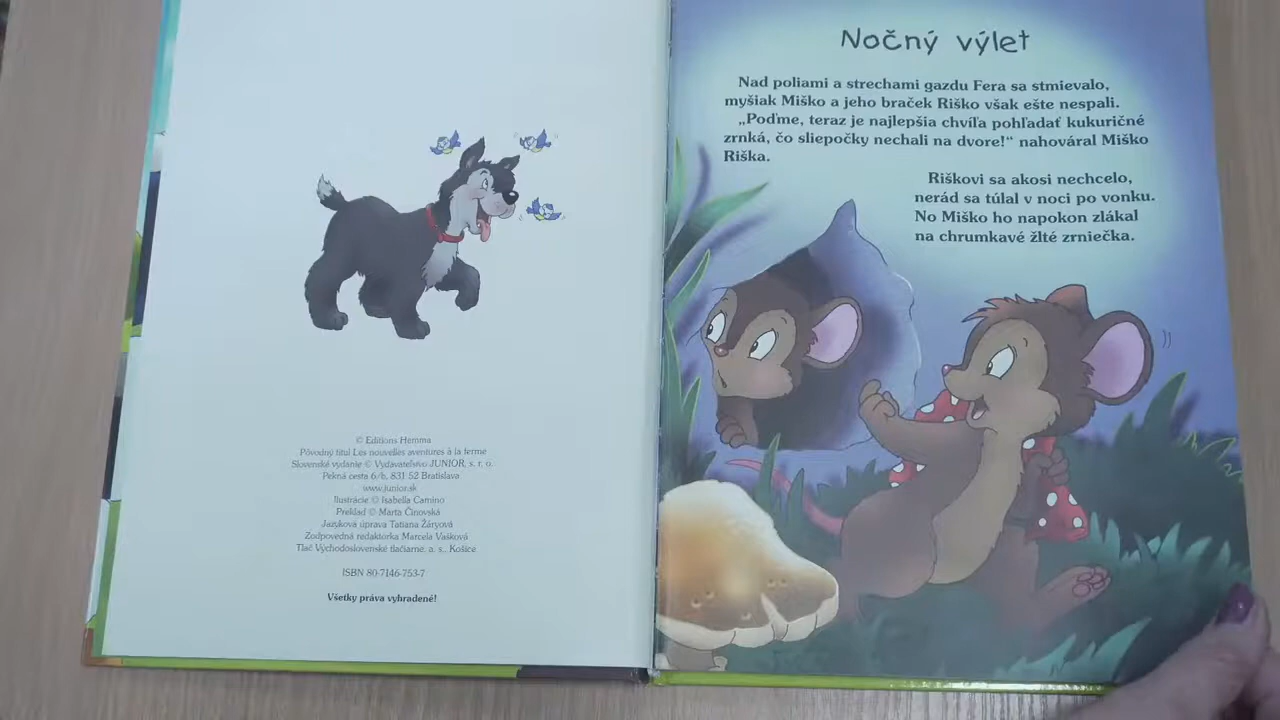 © Editions Hemma
Pôvodný titul Les nouvelles aventures à la ferme
Slovenské vydanie © Vydavateľstvo JUNIOR, s. r. o.
Pekná cesta 6/b, 831 52 Bratislava
www.junior.sk
Ilustrácie © Isabella Camino
Preklad © Marta Činovská
Jazyková úprava Tatiana Žáryová
Zodpovedná redaktorka Marcela Vašková
Tlač Východoslovenské tlačiarne, a. s., Košice
ISBN 80-7146-753-7
Všetky práva vyhradené!
Nočný výlet
Nad poliami a strechami gazdu Fera sa stmievalo,
myšiak Miško a jeho braček Riško však ešte nespali.
„Poďme, teraz je najlepšia chvíľa pohľadať kukuričné
zrnká, čo sliepočky nechali na dvore!“ nahováral Miško
Riška.
Riškovi sa akosi nechcelo,
nerád sa túlal v noci po vonku.
No Miško ho napokon zlákal
na chrumkavé žlté zrniečka.